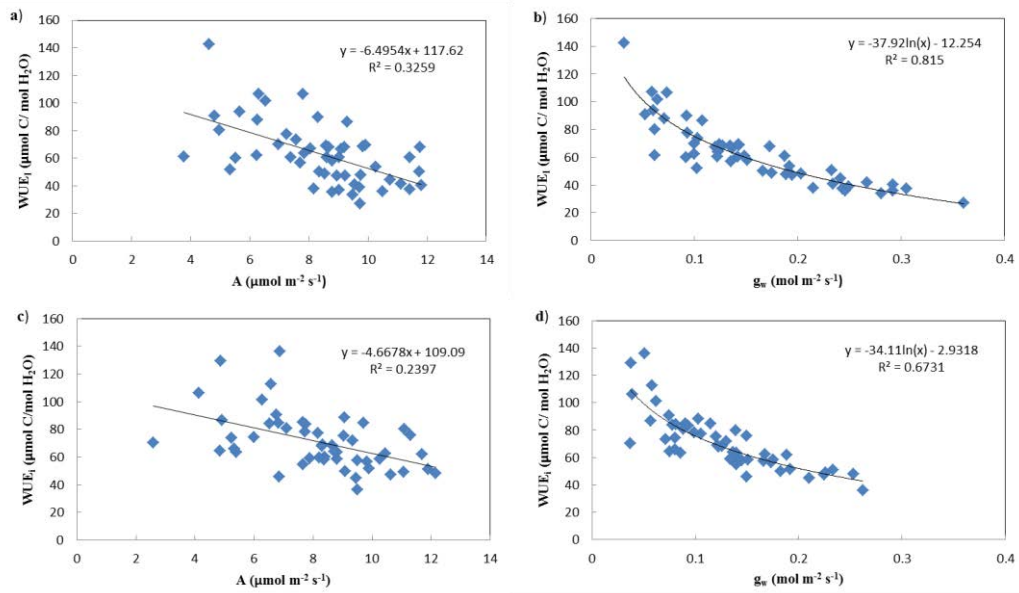 a)
160
140
120
100
80
60
40
20
0
WUEi (μmol C/ mol H2O)
y = -6.4954x + 117.62
R² = 0.3259
0 2 4 6 8 10 12 14
A (μmol m-2 s-1)
b)
160
140
120
100
80
60
40
20
0
WUEi (μmol C/ mol H2O)
y = -37.92ln(x) - 12.254
R² = 0.815
0 0.1 0.2 0.3 0.4
gw (mol m-2 s-1)
c)
160
140
120
100
80
60
40
20
0
WUEi (μmol C/mol H2O)
y = -4.6678x + 109.09
R² = 0.2397
0 2 4 6 8 10 12 14
A (μmol m-2 s-1)
d)
160
140
120
100
80
60
40
20
0
WUEi (μmol C/ mol H2O)
y = -34.11ln(x) - 2.9318
R² = 0.6731
0 0.1 0.2 0.3 0.4
gw (mol m-2 s-1)